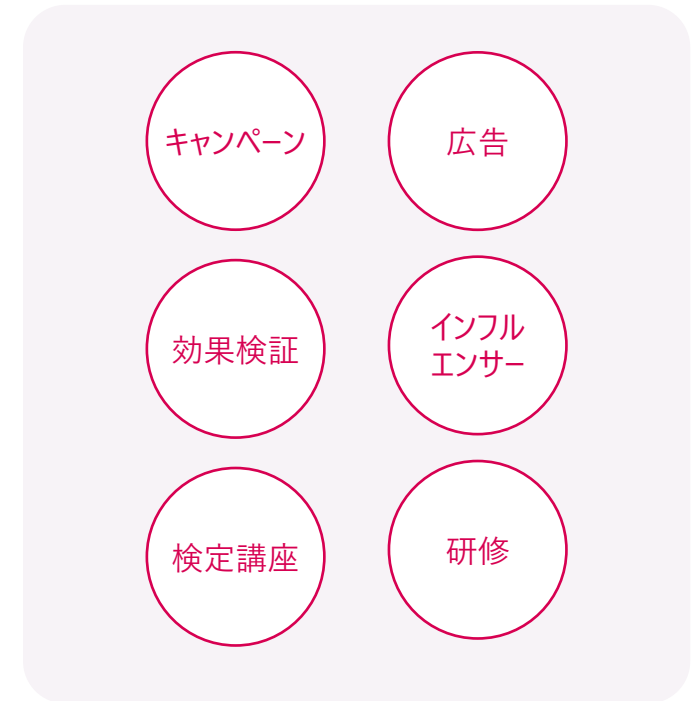 キャンペーン
広告
効果検証
インフル
エンサー
検定講座
研修